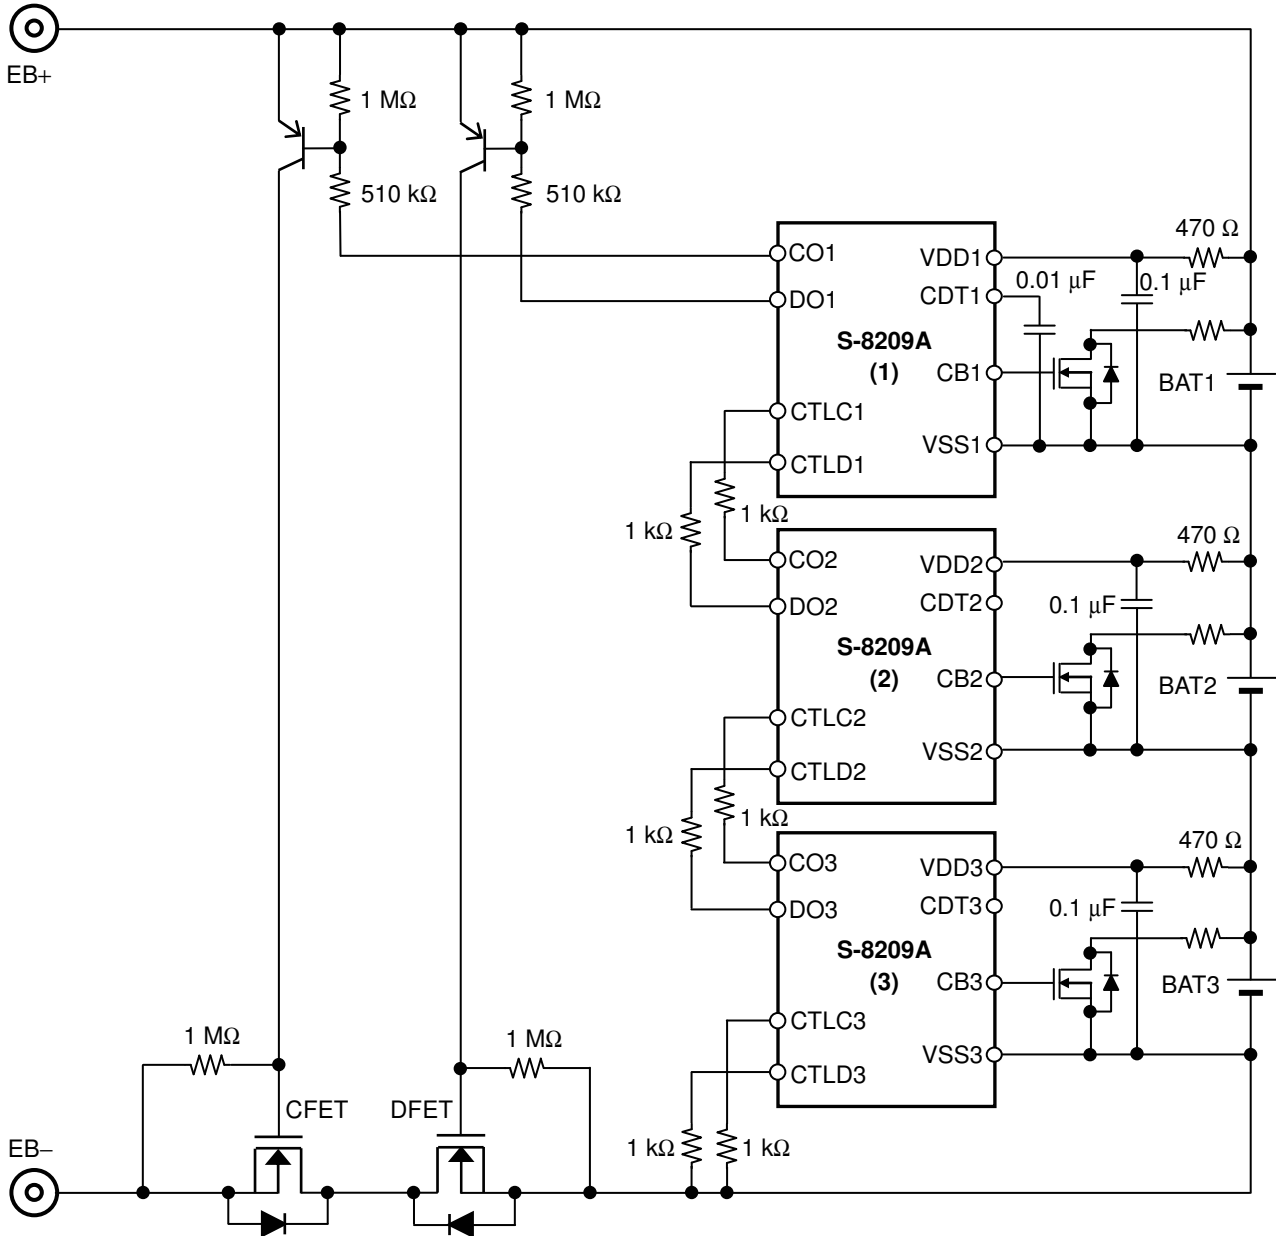 EB+
1 MΩ
1 MΩ
510 kΩ
510 kΩ
470 Ω
CO1
VDD1
0.01 μF
0.1 μF
DO1
CDT1
S-8209A
(1)
CB1
BAT1
CTLC1
VSS1
CTLD1
1 kΩ
1 kΩ
470 Ω
CO2
VDD2
DO2
CDT2
0.1 μF
S-8209A
(2)
CB2
BAT2
CTLC2
VSS2
CTLD2
1 kΩ
1 kΩ
470 Ω
CO3
VDD3
DO3
CDT3
0.1 μF
S-8209A
(3)
CB3
BAT3
CTLC3
VSS3
CTLD3
1 MΩ
1 MΩ
CFET
DFET
1 kΩ
1 kΩ
EB−